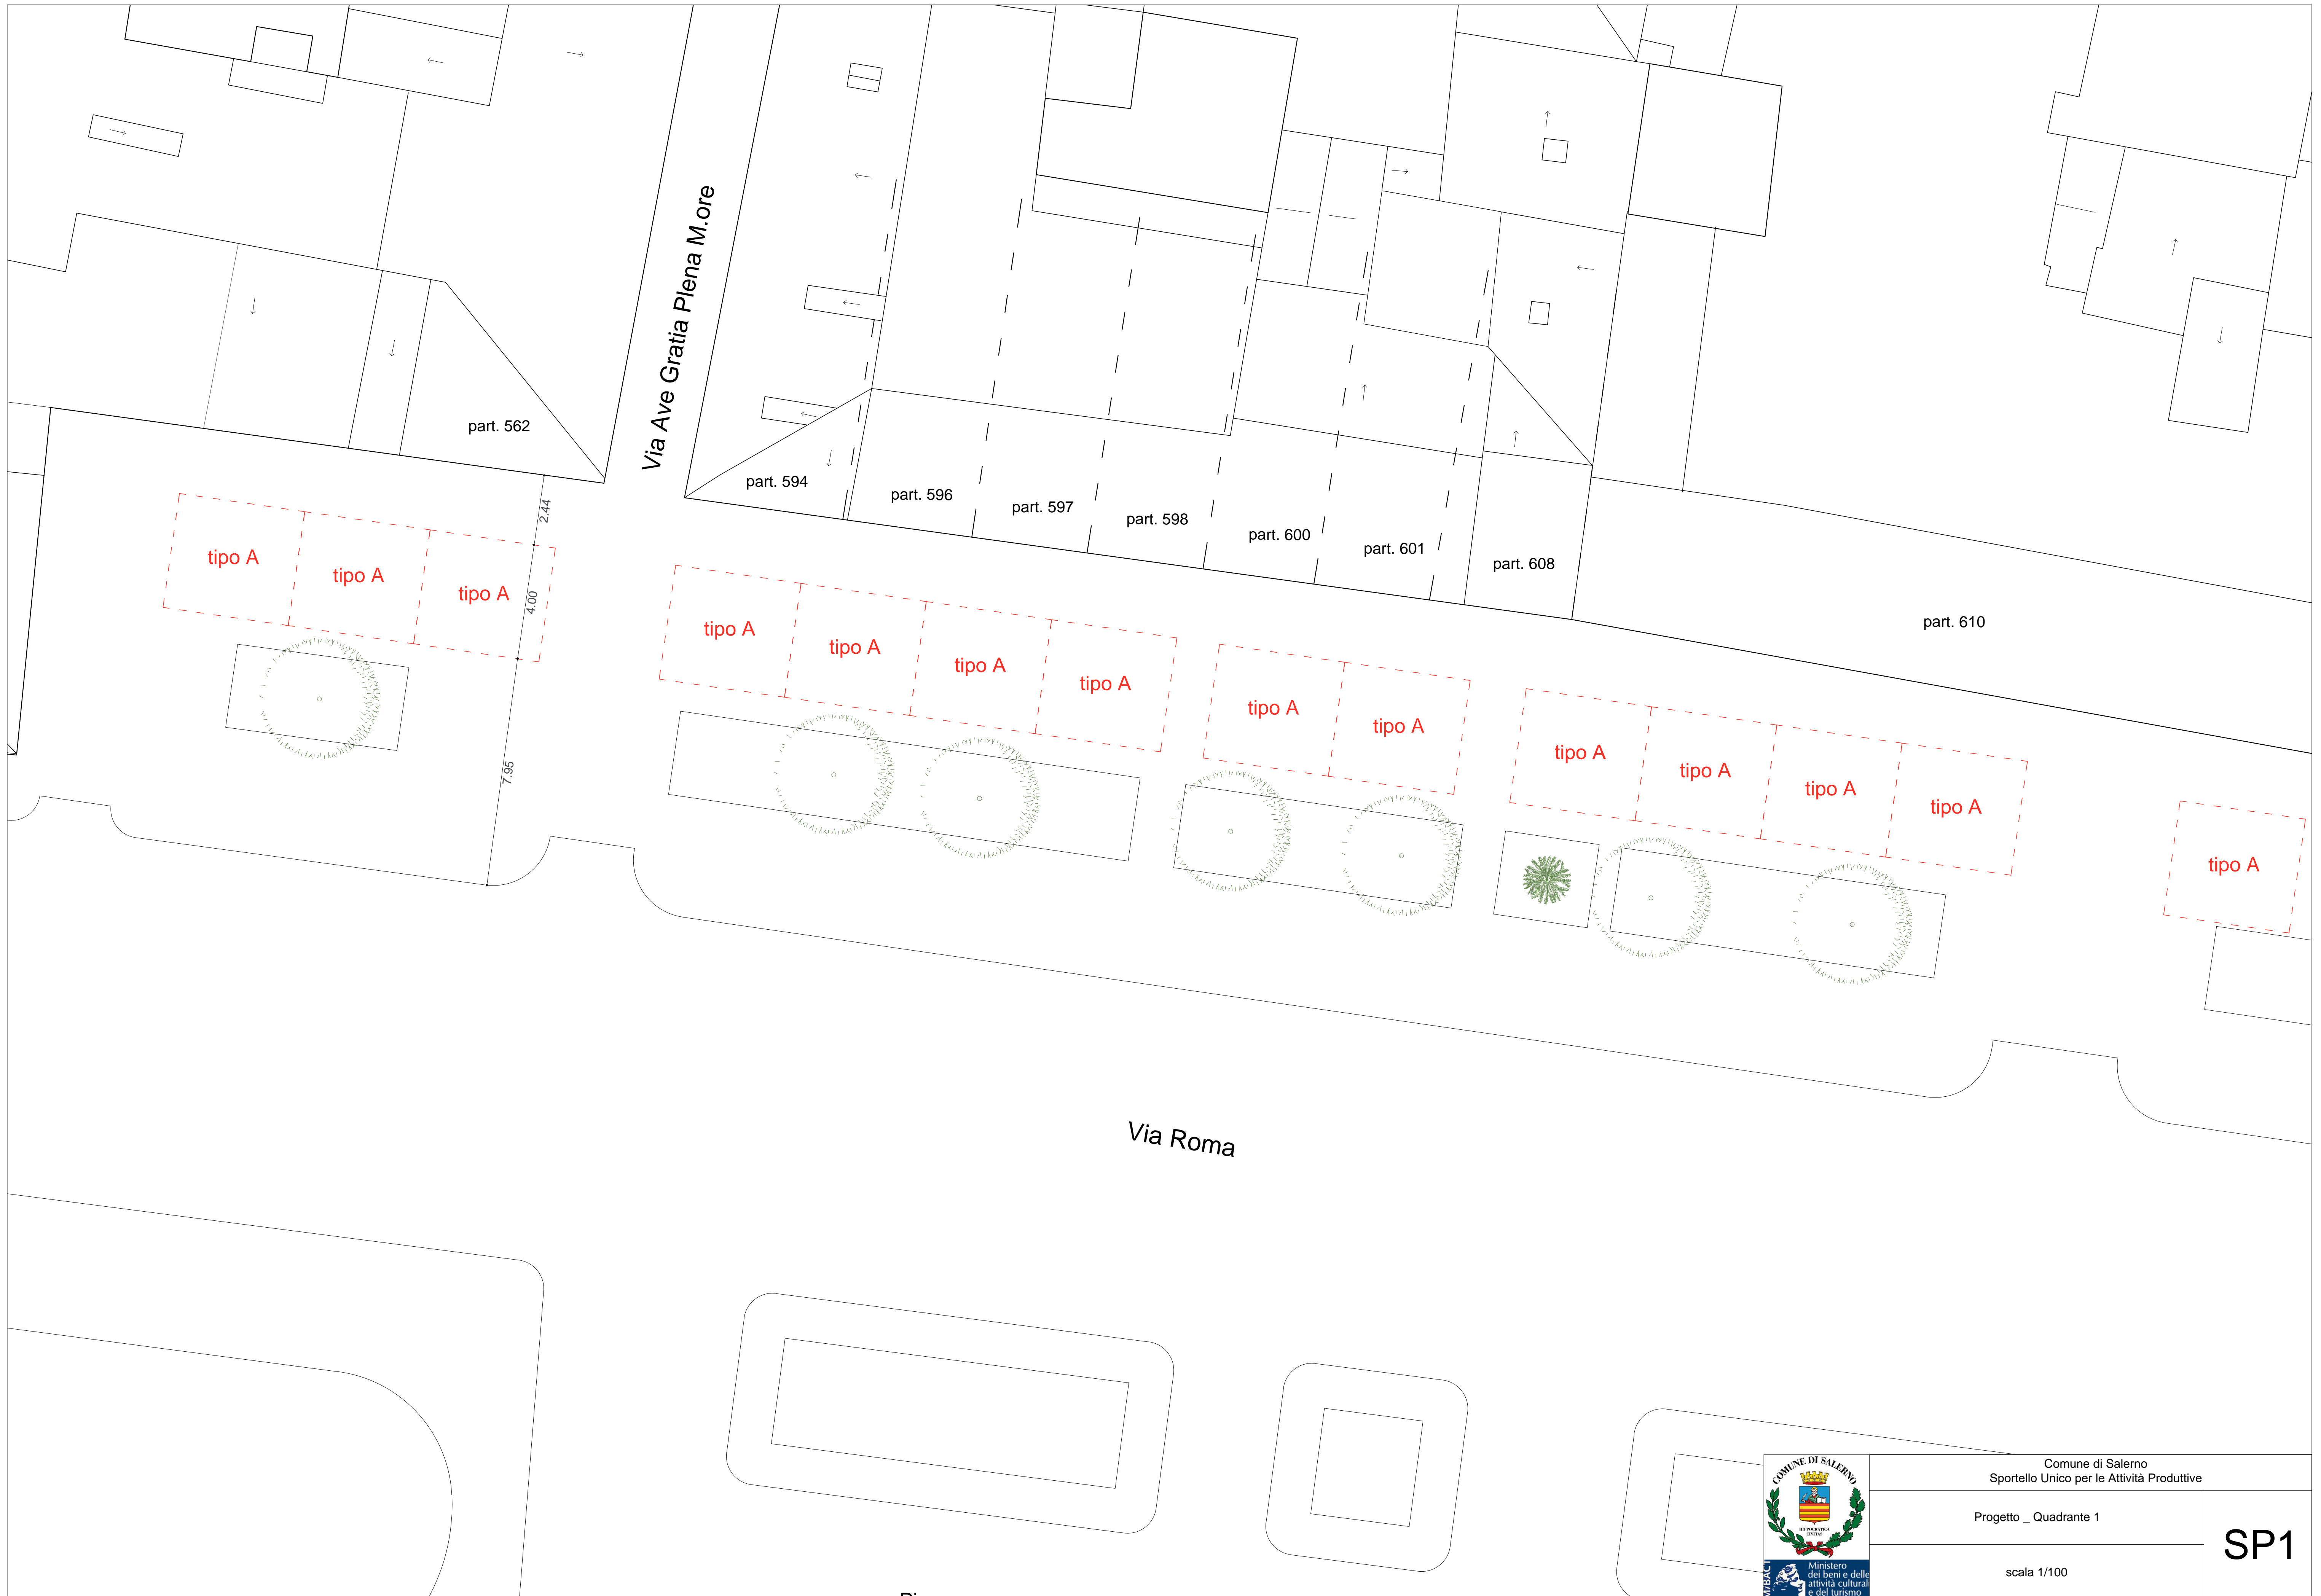 Via Ave Gratia Plena M.ore
part. 562
part. 594
part. 596
part. 597
part. 598
part. 600
part. 601
part. 608
part. 610
2.44
4.00
7.95
tipo A
tipo A
tipo A
tipo A
tipo A
tipo A
tipo A
tipo A
tipo A
tipo A
tipo A
tipo A
tipo A
tipo A
Via Roma
COMUNE DI SALERNO
HIPPOCRATICA
CIVITAS
MiBACT
Ministero
dei beni e delle
attività culturali
e del turismo
Comune di Salerno
Sportello Unico per le Attività Produttive
Progetto _ Quadrante 1
scala 1/100
SP1